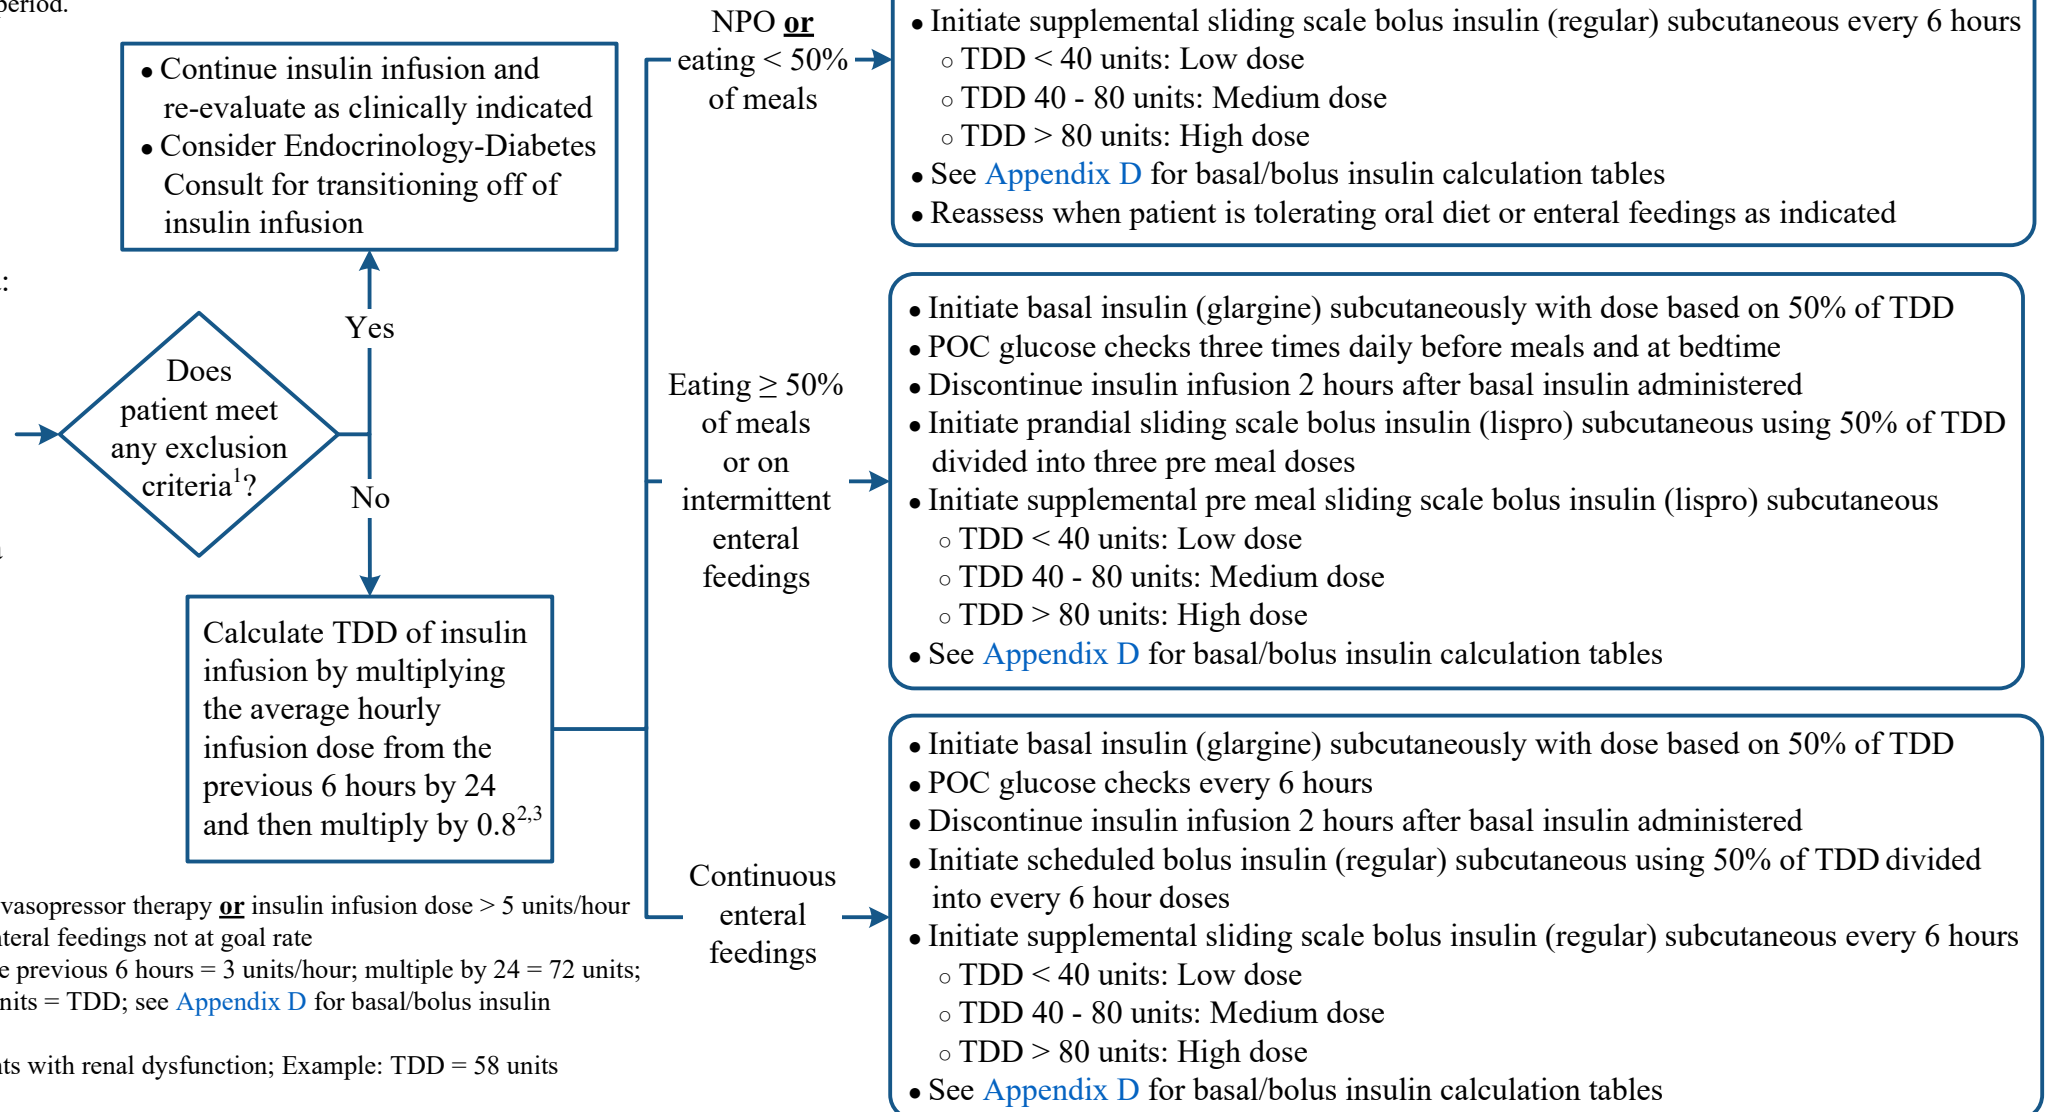 period.
• Continue insulin infusion and
re-evaluate as clinically indicated
• Consider Endocrinology-Diabetes
Consult for transitioning off of
insulin infusion
Yes
Does
patient meet
any exclusion
criteria1?
No
Calculate TDD of insulin
infusion by multiplying
the average hourly
infusion dose from the
previous 6 hours by 24
and then multiply by 0.82,3
NPO or
eating < 50%
of meals
• Initiate supplemental sliding scale bolus insulin (regular) subcutaneous every 6 hours
○ TDD < 40 units: Low dose
○ TDD 40 - 80 units: Medium dose
○ TDD > 80 units: High dose
• See Appendix D for basal/bolus insulin calculation tables
• Reassess when patient is tolerating oral diet or enteral feedings as indicated
Eating ≥ 50%
of meals
or on
intermittent
enteral
feedings
• Initiate basal insulin (glargine) subcutaneously with dose based on 50% of TDD
• POC glucose checks three times daily before meals and at bedtime
• Discontinue insulin infusion 2 hours after basal insulin administered
• Initiate prandial sliding scale bolus insulin (lispro) subcutaneous using 50% of TDD
divided into three pre meal doses
• Initiate supplemental pre meal sliding scale bolus insulin (lispro) subcutaneous
○ TDD < 40 units: Low dose
○ TDD 40 - 80 units: Medium dose
○ TDD > 80 units: High dose
• See Appendix D for basal/bolus insulin calculation tables
Continuous
enteral
feedings
• Initiate basal insulin (glargine) subcutaneously with dose based on 50% of TDD
• POC glucose checks every 6 hours
• Discontinue insulin infusion 2 hours after basal insulin administered
• Initiate scheduled bolus insulin (regular) subcutaneous using 50% of TDD divided
into every 6 hour doses
• Initiate supplemental sliding scale bolus insulin (regular) subcutaneous every 6 hours
○ TDD < 40 units: Low dose
○ TDD 40 - 80 units: Medium dose
○ TDD > 80 units: High dose
• See Appendix D for basal/bolus insulin calculation tables
vasopressor therapy or insulin infusion dose > 5 units/hour
feedings not at goal rate
previous 6 hours = 3 units/hour; multiple by 24 = 72 units;
= TDD; see Appendix D for basal/bolus insulin
with renal dysfunction; Example: TDD = 58 units